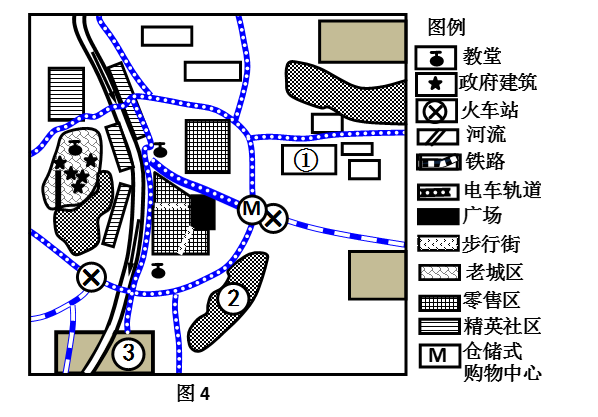 图例
教堂
政府建筑
火车站
河流
铁路
电车轨道
广场
步行街
老城区
零售区
精英社区
M 仓储式
购物中心
①
M
②
③
图 4